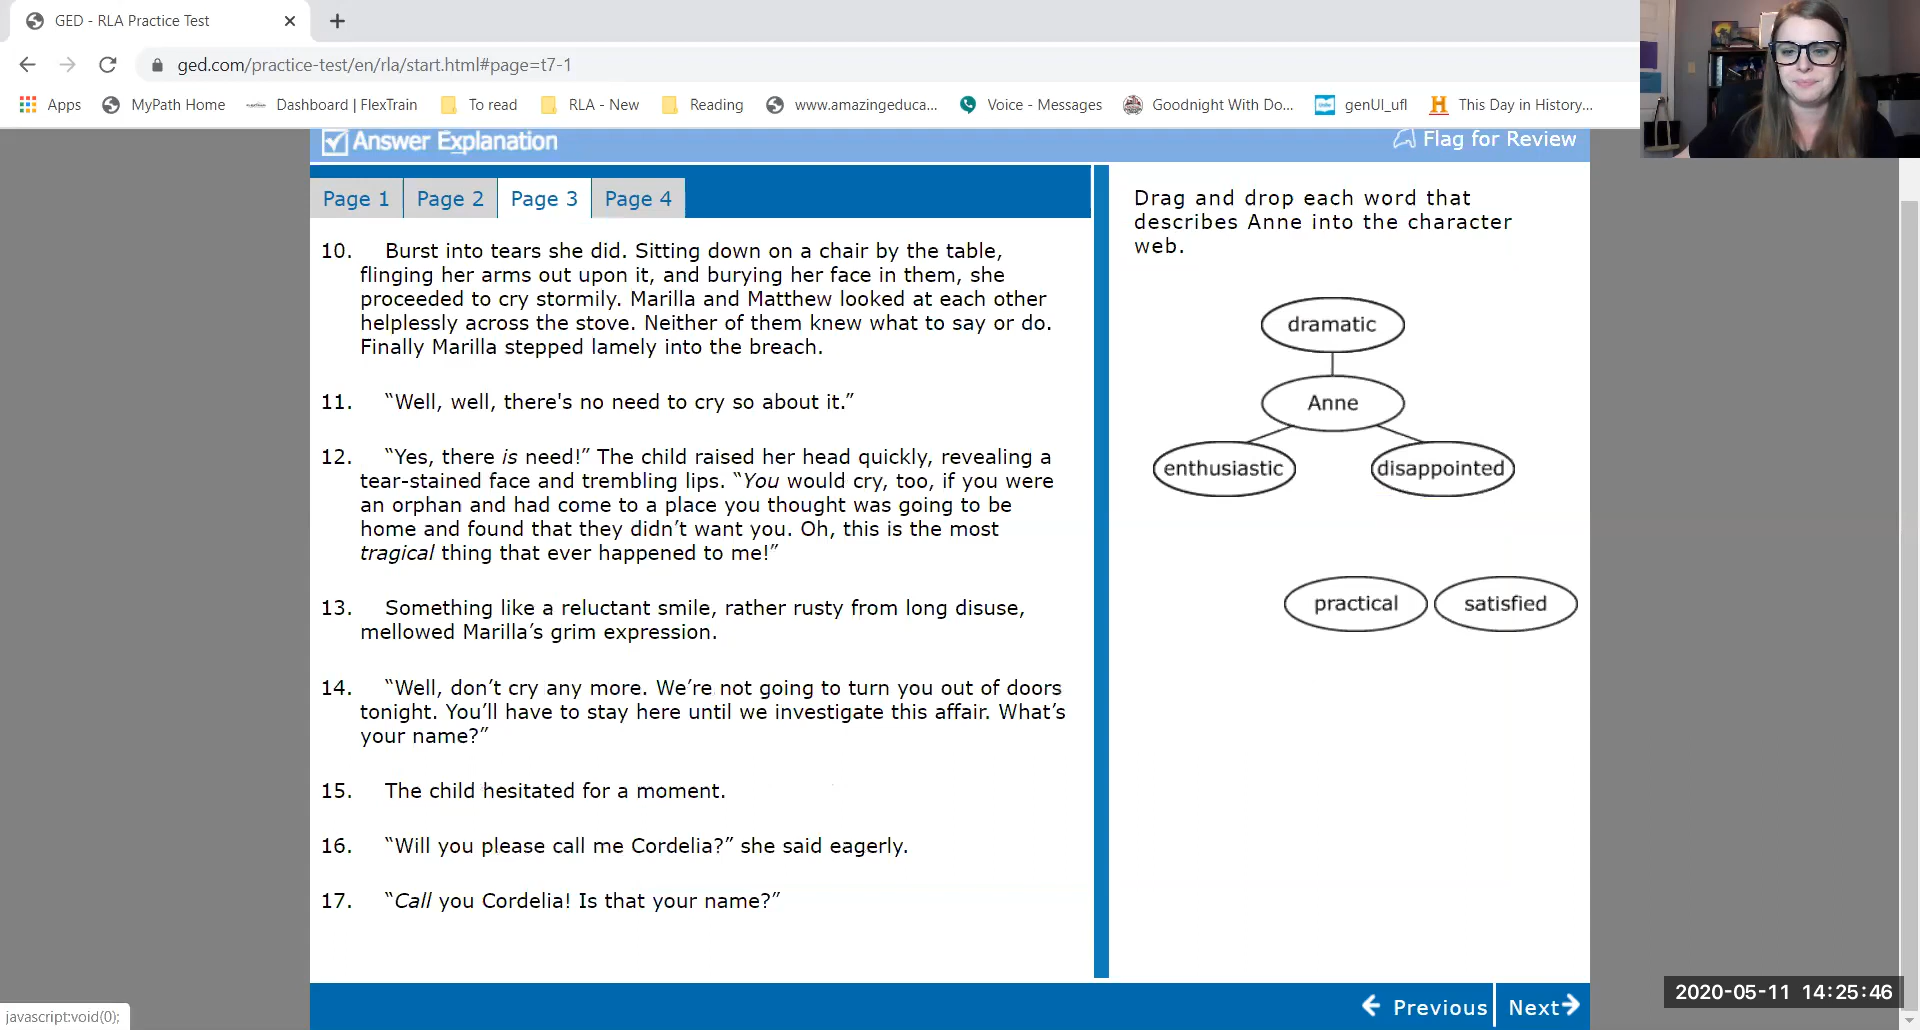 GED - RLA Practice Test
ged.com/practice-test/en/rla/start.html#page=t7-1
Apps MyPath Home Dashboard | FlexTrain To read RLA - New Reading www.amazingeduca... Voice - Messages Goodnight With Do... genUI_ufl This Day in History...
Answer Explanation
Flag for Review
Page 1 Page 2 Page 3 Page 4
10. Burst into tears she did. Sitting down on a chair by the table,
flinging her arms out upon it, and burying her face in them, she
proceeded to cry stormily. Marilla and Matthew looked at each other
helplessly across the stove. Neither of them knew what to say or do.
Finally Marilla stepped lamely into the breach.
11. “Well, well, there's no need to cry so about it.”
12. “Yes, there is need!” The child raised her head quickly, revealing a
tear-stained face and trembling lips. “You would cry, too, if you were
an orphan and had come to a place you thought was going to be
home and found that they didn’t want you. Oh, this is the most
tragical thing that ever happened to me!”
13. Something like a reluctant smile, rather rusty from long disuse,
mellowed Marilla’s grim expression.
14. “Well, don’t cry any more. We’re not going to turn you out of doors
tonight. You’ll have to stay here until we investigate this affair. What’s
your name?”
15. The child hesitated for a moment.
16. “Will you please call me Cordelia?” she said eagerly.
17. “Call you Cordelia! Is that your name?”
Drag and drop each word that
describes Anne into the character
web.
dramatic
Anne
enthusiastic disappointed
practical satisfied
Previous Next
2020-05-11 14:25:46
javascript:void(0);